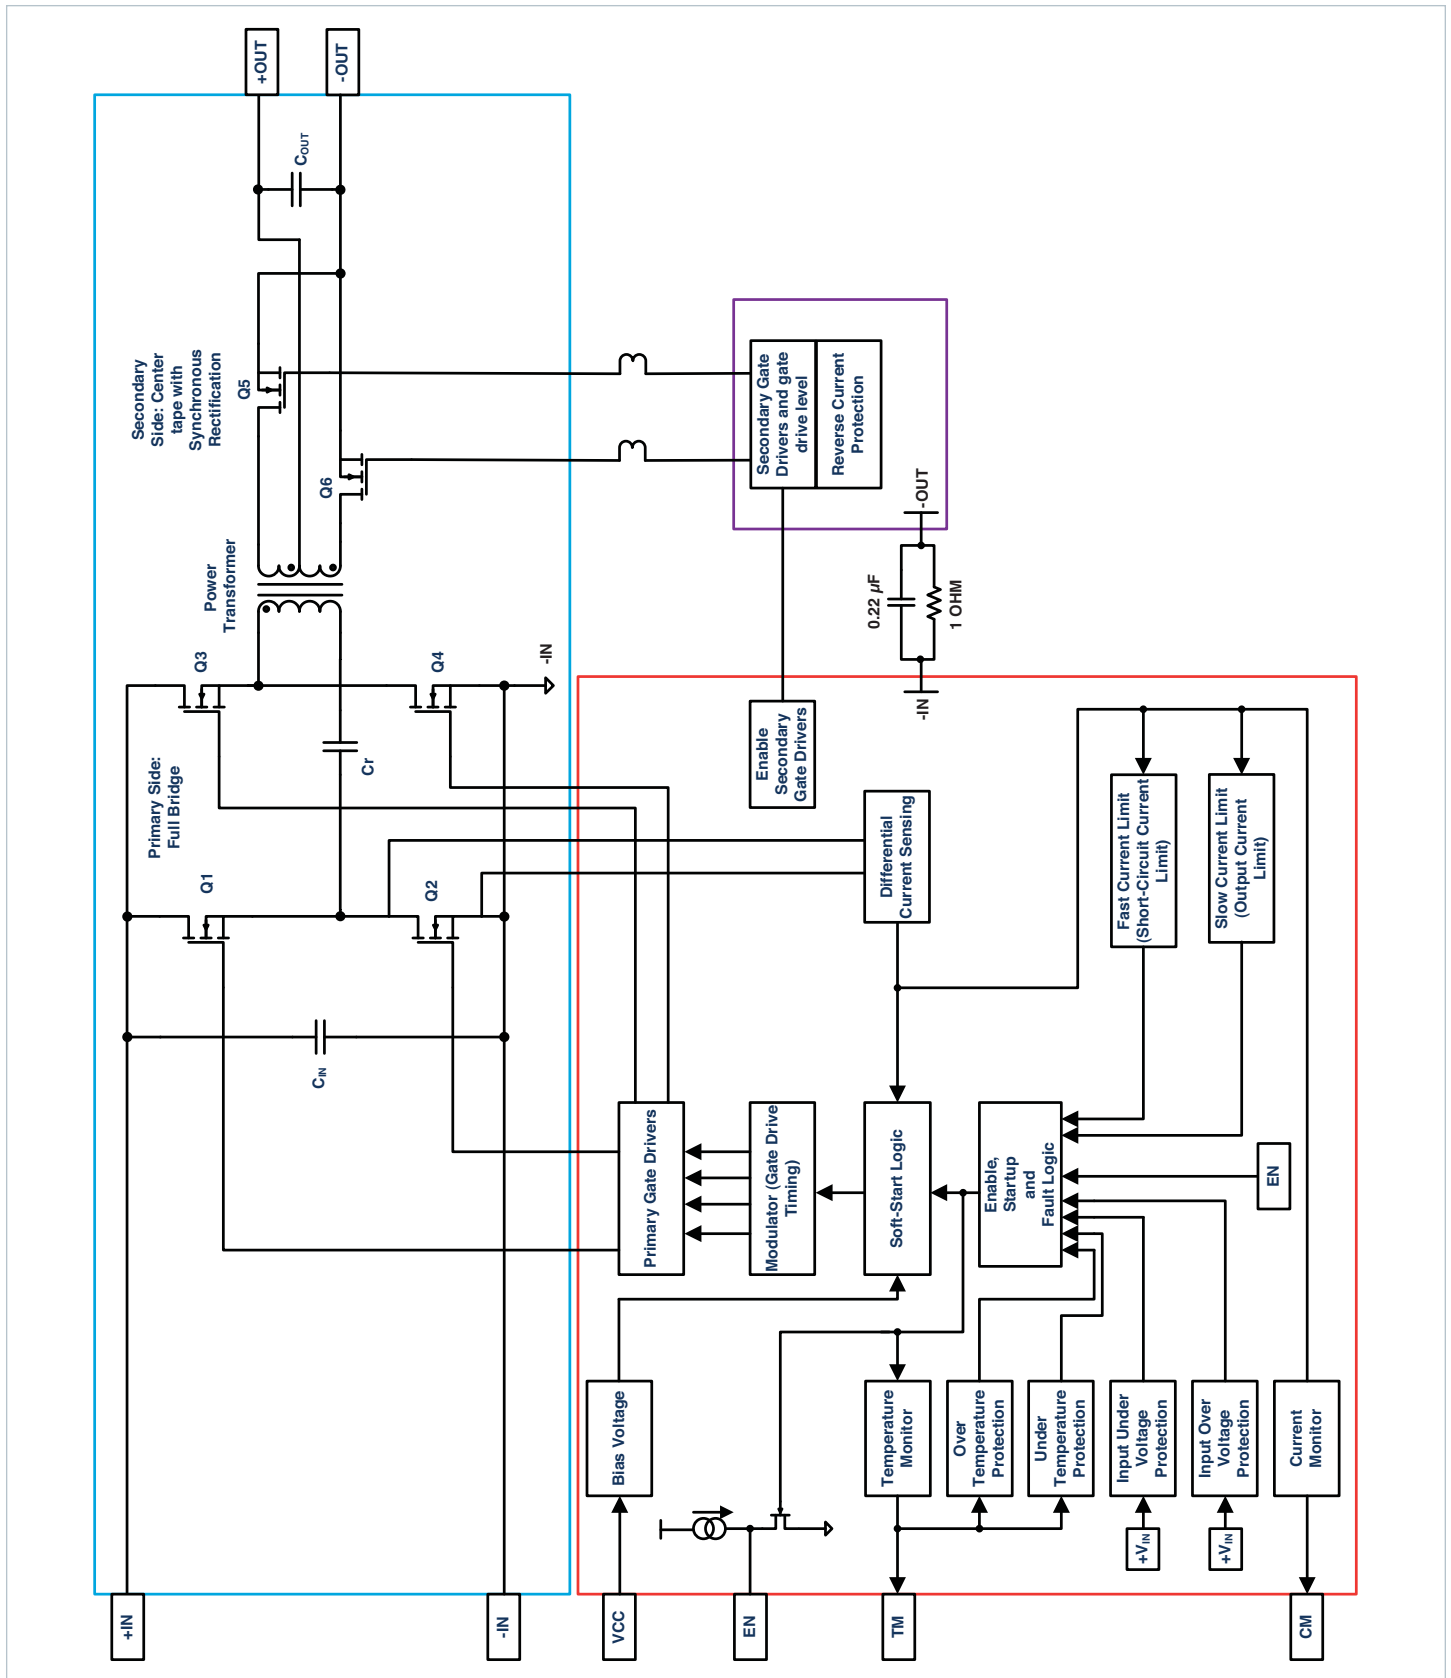 +OUT
-OUT
COUT
Secondary
Side: Center
tape with
Synchronous
Rectification
Q5
Q6
Power
Transformer
Q3
Q4
-IN
Primary Side:
Full Bridge
Cr
Q1
Q2
CIN
+IN
-IN
Secondary Gate
Drivers and gate
drive level
Reverse Current
Protection
-OUT
0.22 µF
1 OHM
-IN
Enable
Secondary
Gate Drivers
Differential
Current Sensing
Fast Current Limit
(Short-Circuit Current
Limit)
Slow Current Limit
(Output Current
Limit)
Primary Gate Drivers
Modulator (Gate Drive
Timing)
Soft-Start Logic
Enable,
Startup
and
Fault Logic
EN
Bias Voltage
Temperature
Monitor
Over
Temperature
Protection
Under
Temperature
Protection
Input Under
Voltage
Protection
Input Over
Voltage
Protection
Current
Monitor
+VIN
+VIN
VCC
EN
TM
CM